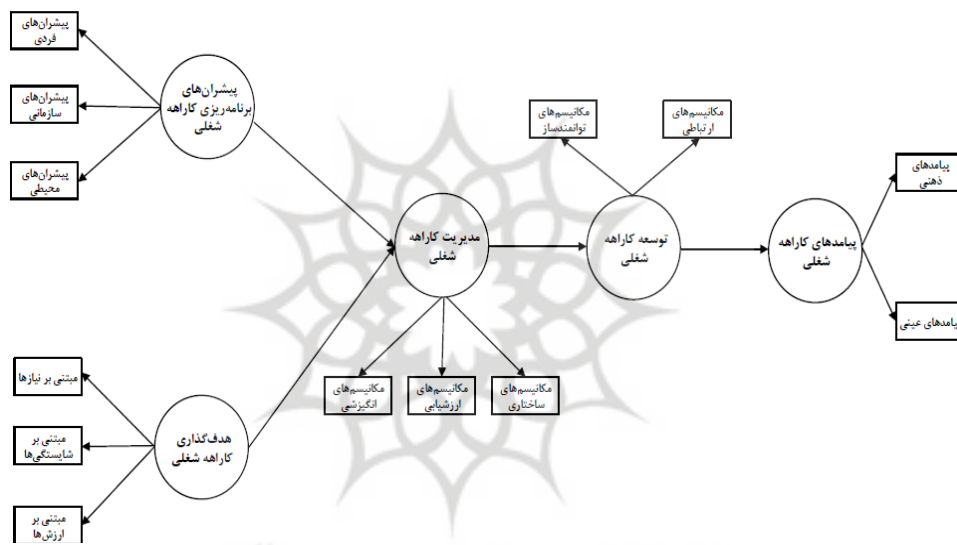 پیشران‌های
فردی
پیشران‌های
سازمانی
پیشران‌های
محیطی
پیشران‌های
برنامه‌ریزی کاراهه
شغلی
مبتنی بر نیازها
مبتنی بر
شایستگی‌ها
مبتنی بر
ارزش‌ها
هدف‌گذاری
کاراهه شغلی
مدیریت کاراهه
شغلی
مکانیسم‌های
انگیزشی
مکانیسم‌های
ارزشیابی
مکانیسم‌های
ساختاری
مکانیسم‌های
توانمندساز
مکانیسم‌های
ارتباطی
توسعه کاراهه
شغلی
پیامدهای کاراهه
شغلی
پیامدهای
ذهنی
پیامدهای عینی